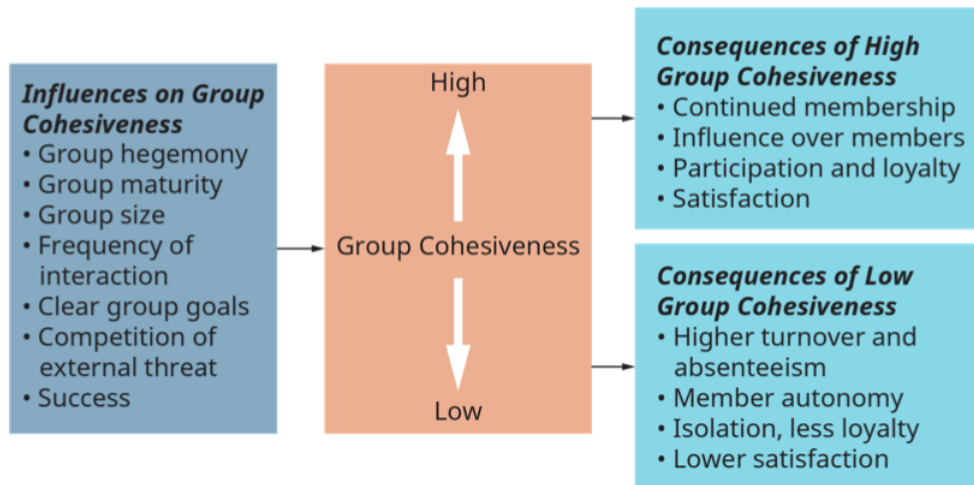 Influences on Group
Cohesiveness
• Group hegemony
• Group maturity
• Group size
• Frequency of
interaction
• Clear group goals
• Competition of
external threat
• Success
High
Group Cohesiveness
Low
Consequences of High
Group Cohesiveness
• Continued membership
• Influence over members
• Participation and loyalty
• Satisfaction
Consequences of Low
Group Cohesiveness
• Higher turnover and
absenteeism
• Member autonomy
• Isolation, less loyalty
• Lower satisfaction